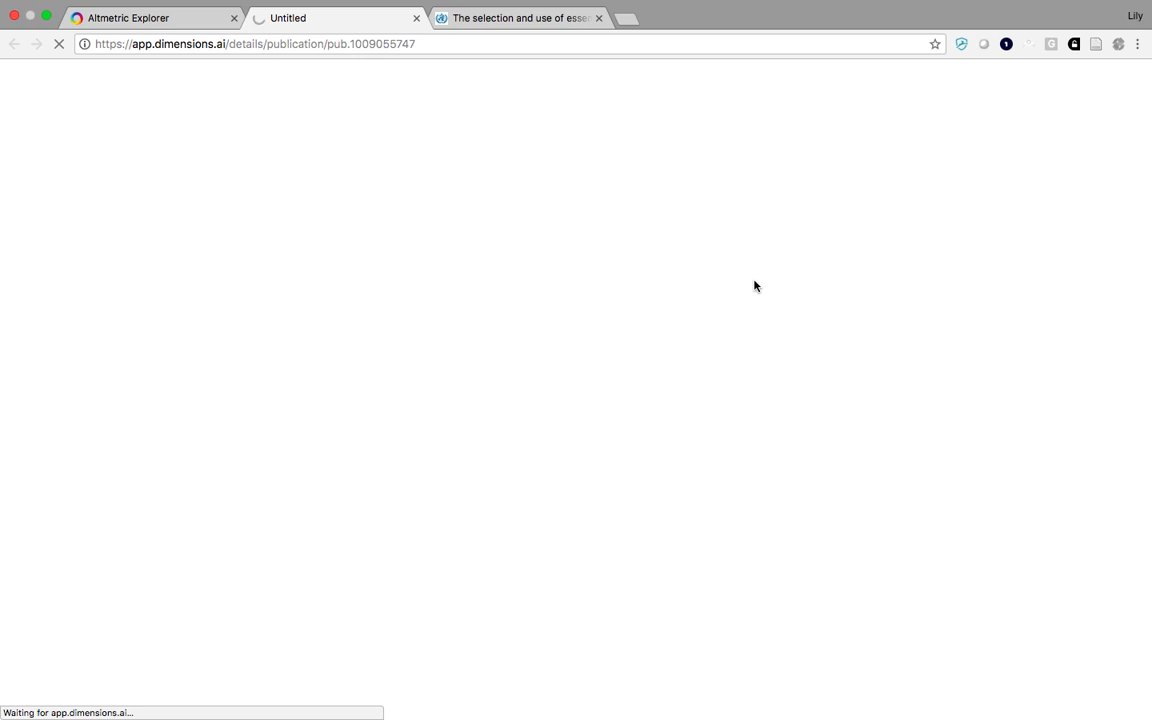 Altmetric Explorer
Untitled
The selection and use of esse
Lily
https://app.dimensions.ai/details/publication/pub.1009055747
1
G
Waiting for app.dimensions.ai...